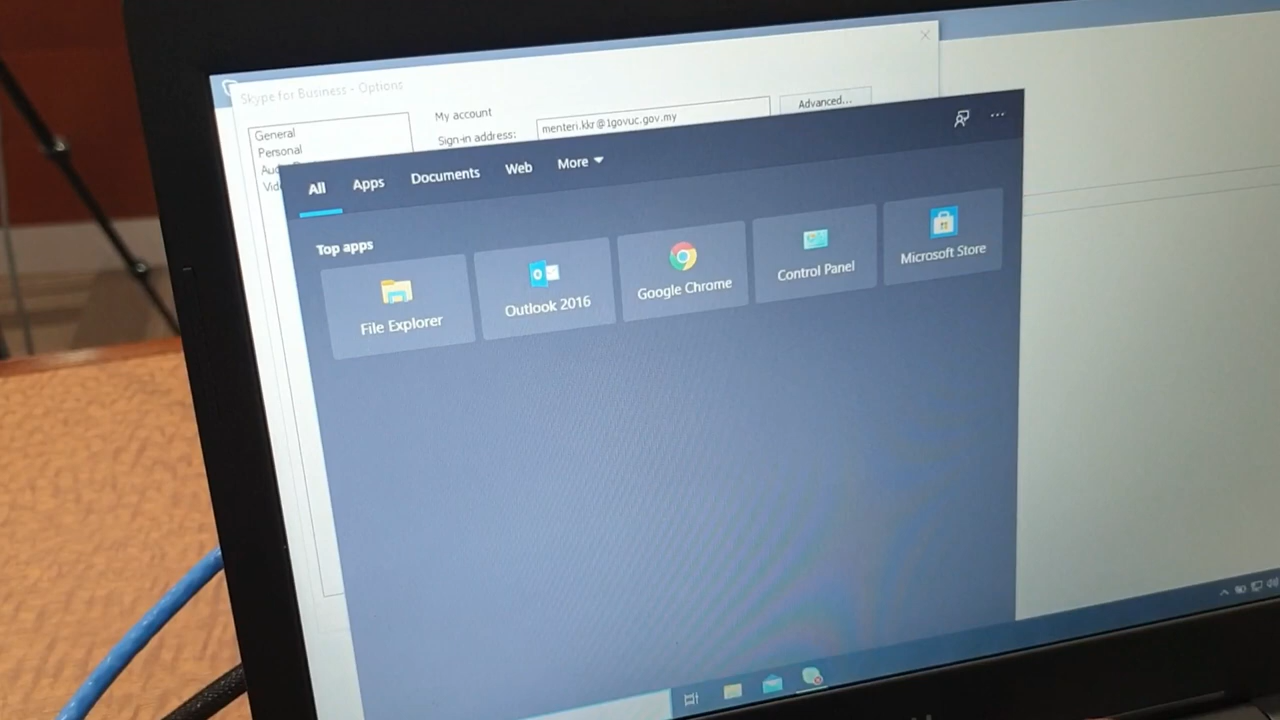 Skype for Business - Options
General
Personal
My account
Sign-in address:
menteri.kkr@1govuc.gov.my
Advanced...
All
Apps
Documents
Web
More
Top apps
File Explorer
Outlook 2016
Google Chrome
Control Panel
Microsoft Store